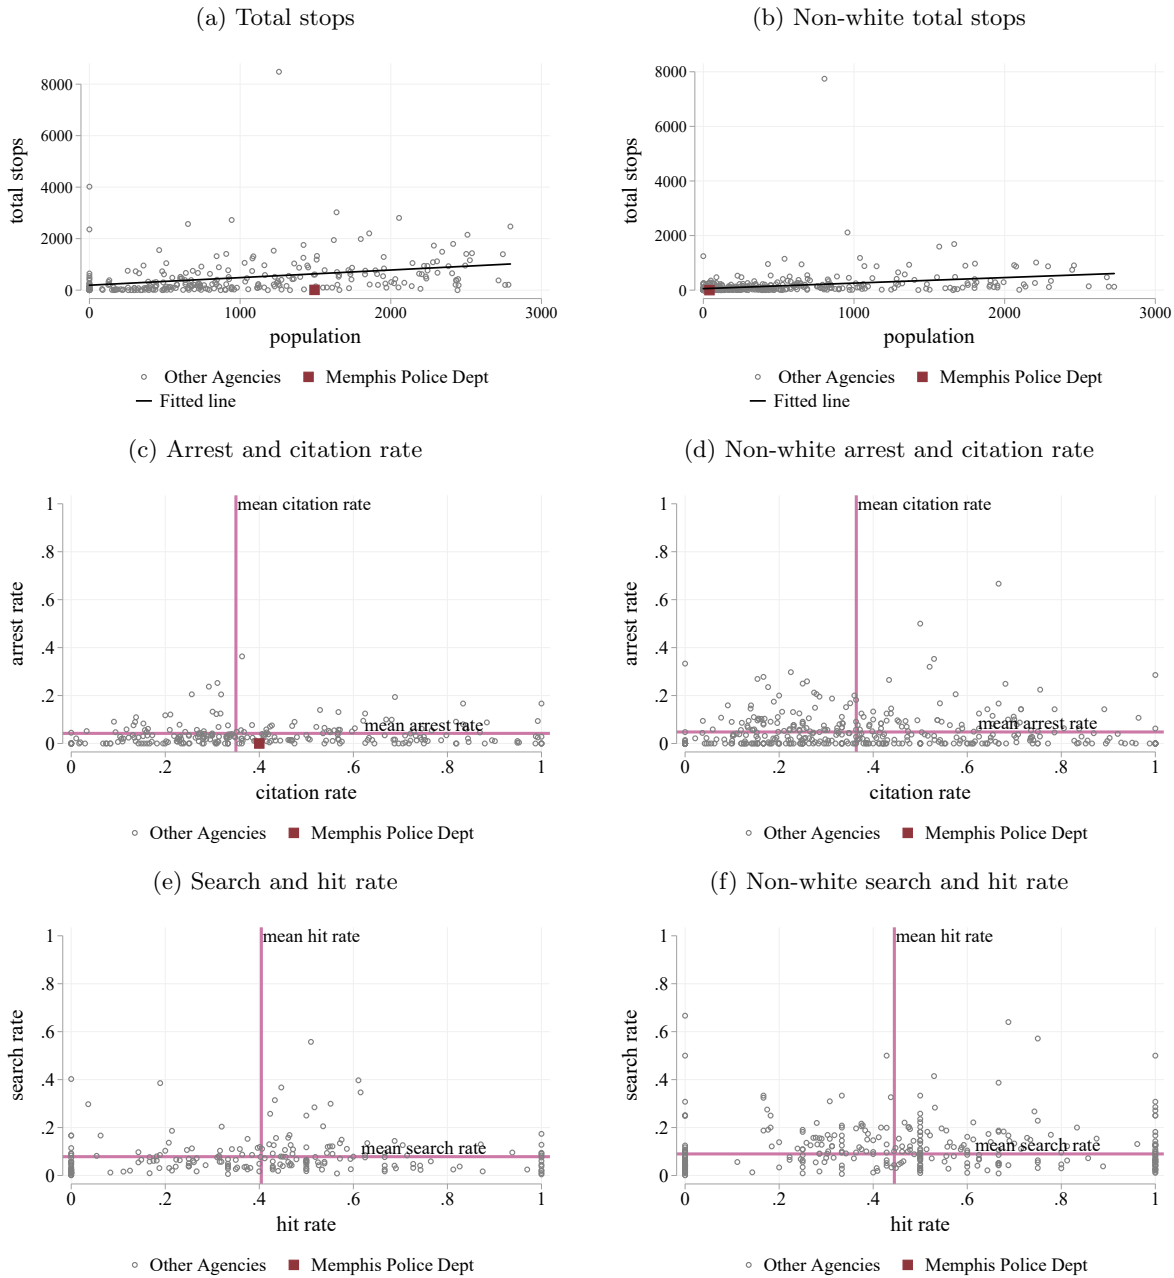 (a) Total stops
(b) Non-white total stops
8000
6000
4000
2000
0
total stops
0
1000
2000
3000
population
Other Agencies
Memphis Police Dept
Fitted line
8000
6000
4000
2000
0
total stops
0
1000
2000
3000
population
Other Agencies
Memphis Police Dept
Fitted line
(c) Arrest and citation rate
(d) Non-white arrest and citation rate
1
.8
.6
.4
.2
0
arrest rate
mean citation rate
mean arrest rate
0
.2
.4
.6
.8
1
citation rate
Other Agencies
Memphis Police Dept
1
.8
.6
.4
.2
0
arrest rate
mean citation rate
mean arrest rate
0
.2
.4
.6
.8
1
citation rate
Other Agencies
Memphis Police Dept
(e) Search and hit rate
(f) Non-white search and hit rate
1
.8
.6
.4
.2
0
search rate
mean hit rate
mean search rate
0
.2
.4
.6
.8
1
hit rate
Other Agencies
Memphis Police Dept
1
.8
.6
.4
.2
0
search rate
mean hit rate
mean search rate
0
.2
.4
.6
.8
1
hit rate
Other Agencies
Memphis Police Dept